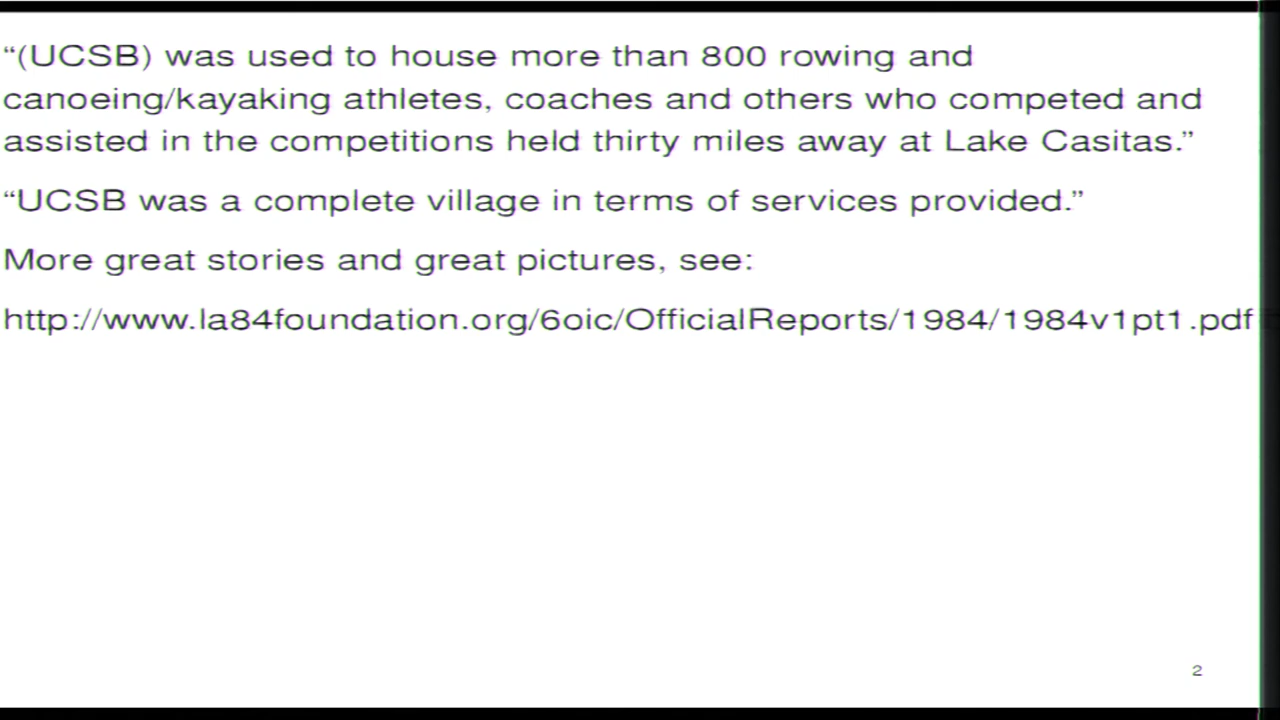 “(UCSB) was used to house more than 800 rowing and
canoeing/kayaking athletes, coaches and others who competed and
assisted in the competitions held thirty miles away at Lake Casitas.”
“UCSB was a complete village in terms of services provided.”
More great stories and great pictures, see:
http://www.la84foundation.org/6oic/OfficialReports/1984/1984v1pt1.pdf
2